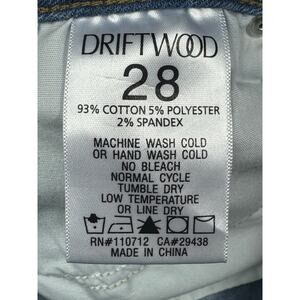 DRIFTWOOD
28
93% COTTON 5% POLYESTER
2% SPANDEX
MACHINE WASH COLD
OR HAND WASH COLD
NO BLEACH
NORMAL CYCLE
TUMBLE DRY
LOW TEMPERATURE
OR LINE DRY
RN#110712 CA#29438
MADE IN CHINA